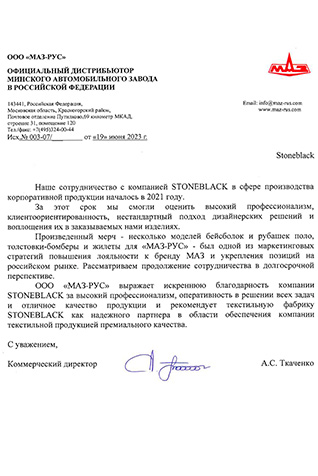 ООО «МАЗ-РУС»
МАЗ
ОФИЦИАЛЬНЫЙ ДИСТРИБЬЮТОР
МИНСКОГО АВТОМОБИЛЬНОГО ЗАВОДА
В РОССИЙСКОЙ ФЕДЕРАЦИИ
143441, Российская Федерация,
Московская область, Красногорский район,
Почтовое отделение Путилково,69 километр МКАД,
строение 31, помещение 120
Тел/факс: +7(495)324-00-44
Email: info@maz-rus.com
www.maz-rus.com
Исх.№ 003-07/ от «19» июня 2023 г.
Stoneblack
Наше сотрудничество с компанией STONEBLACK в сфере производства
корпоративной продукции началось в 2021 году.
За этот срок мы смогли оценить высокий профессионализм,
клиентоориентированность, нестандартный подход дизайнерских решений и
воплощения их в заказываемых нами изделиях.
Произведенный мерч - несколько моделей бейсболок и рубашек поло,
толстовки-бомберы и жилеты для «МАЗ-РУС» - был одной из маркетинговых
стратегий повышения лояльности к бренду МАЗ и укрепления позиций на
российском рынке. Рассматриваем продолжение сотрудничества в долгосрочной
перспективе.
ООО «МАЗ-РУС» выражает искреннюю благодарность компании
STONEBLACK за высокий профессионализм, оперативность в решении всех задач
и отличное качество продукции и рекомендует текстильную фабрику
STONEBLACK как надежного партнера в области обеспечения компании
текстильной продукцией премиального качества.
С уважением,
Коммерческий директор А.С. Ткаченко